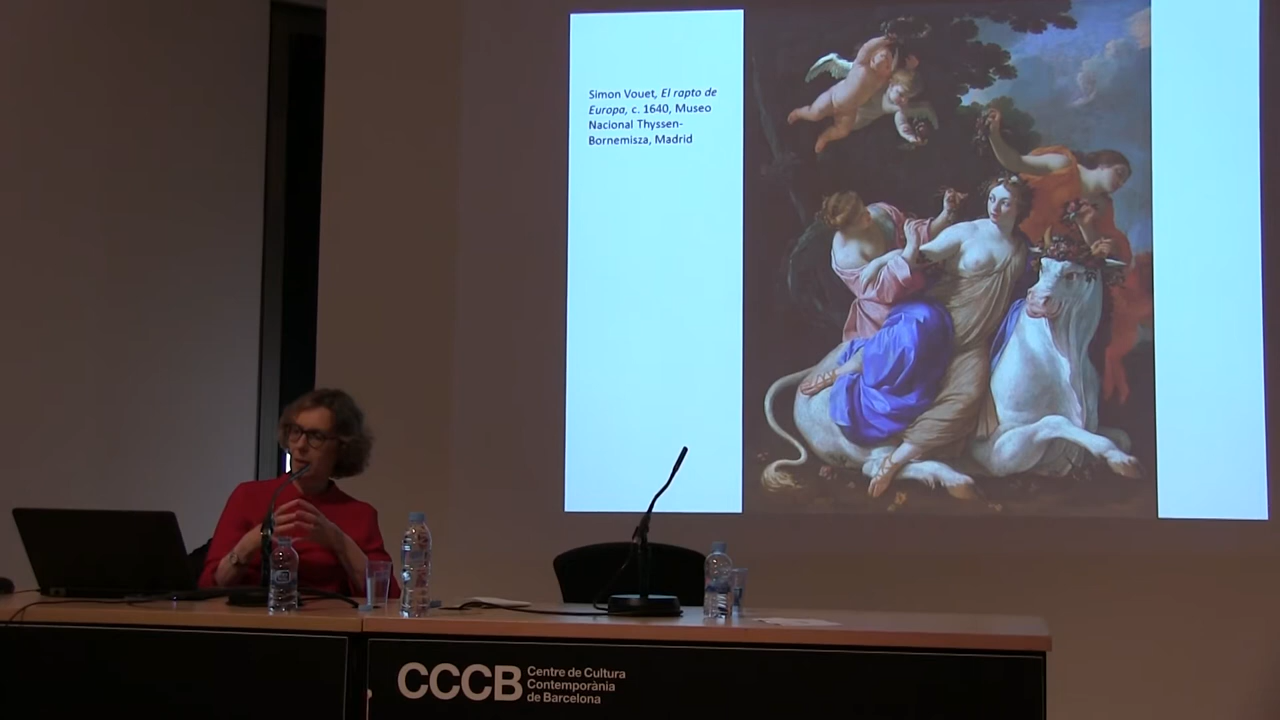 Simon Vouet, El rapto de
Europa, c. 1640, Museo
Nacional Thyssen-
Bornemisza, Madrid
CCCB
Centre de Cultura
Contemporània
de Barcelona